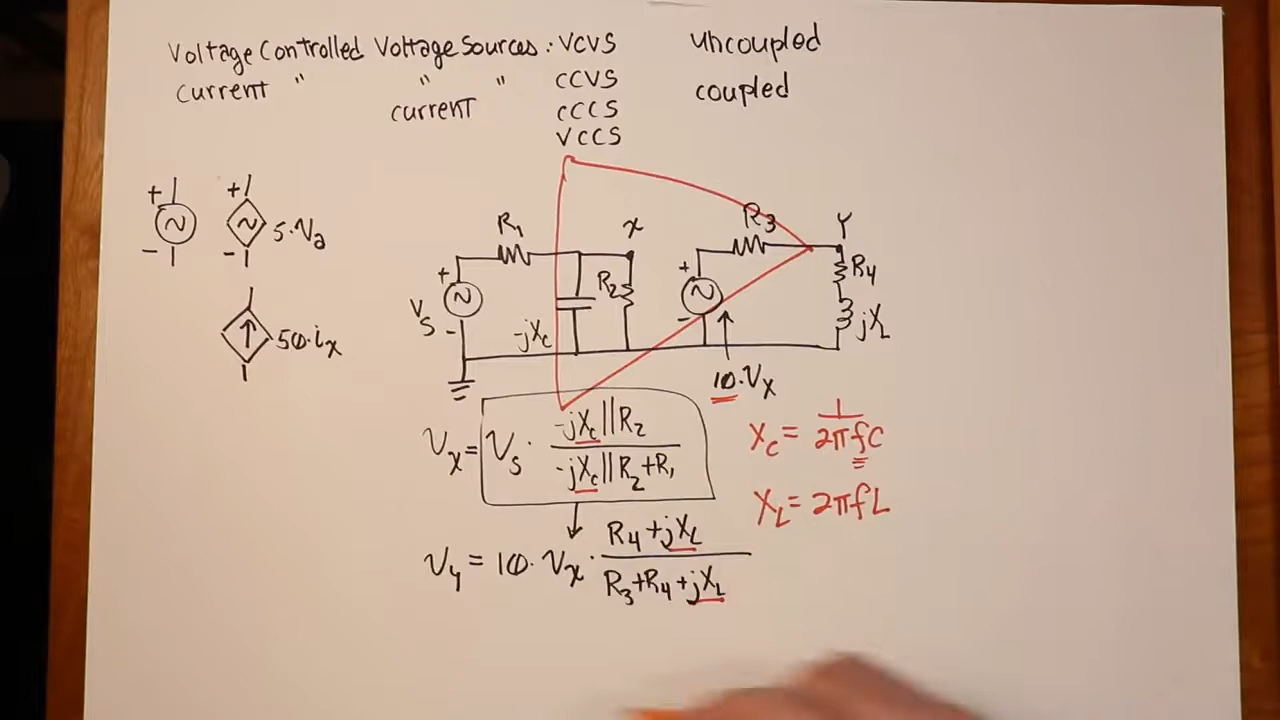 Voltage Controlled Voltage Sources: VCVS
Current " " " CCVS
current CCCS
VCCS
Uncoupled
coupled
+
-
+
-
5·Va
50·ix
R1
X
R3
Y
+
VS
-
-jXc
R2
+
-
R4
jXL
10·VX
Vx = VS · -jXc||R2
-jXc||R2+R1
Xc = 1
2πfC
XL = 2πfL
Vy = 10·Vx · R4+jXL
R3+R4+jXL